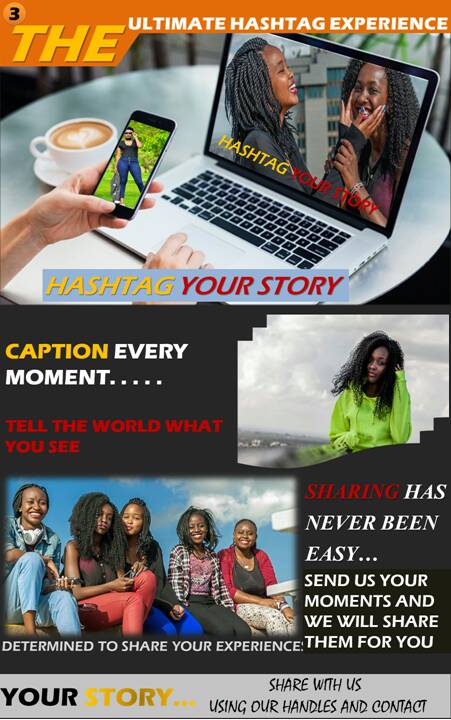 3
THE
ULTIMATE HASHTAG EXPERIENCE
HASHTAG YOUR STORY
HASHTAG YOUR STORY
CAPTION EVERY
MOMENT.....
TELL THE WORLD WHAT
YOU SEE
SHARING HAS
NEVER BEEN
EASY...
SEND US YOUR
MOMENTS AND
WE WILL SHARE
THEM FOR YOU
DETERMINED TO SHARE YOUR EXPERIENCES
YOUR STORY...
SHARE WITH US
USING OUR HANDLES AND CONTACT